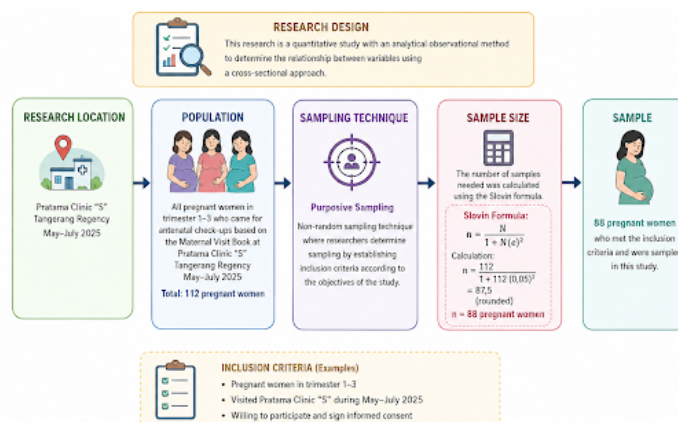 RESEARCH DESIGN
This research is a quantitative study with an analytical observational method
to determine the relationship between variables using
a cross-sectional approach.
RESEARCH LOCATION
Pratama Clinic "S"
Tangerang Regency
May–July 2025
POPULATION
All pregnant women in
trimester 1–3 who came for
antenatal check-ups based on
the Maternal Visit Book at
Pratama Clinic "S"
Tangerang Regency
May–July 2025
Total: 112 pregnant women
SAMPLING TECHNIQUE
Purposive Sampling
Non-random sampling technique
where researchers determine
sampling by establishing
inclusion criteria according to
the objectives of the study.
SAMPLE SIZE
The number of samples
needed was calculated
using the Slovin formula.
Slovin Formula:
n = N
1 + N(e)²
Calculation:
n = 112
1 + 112 (0,05)²
= 87,5
(rounded)
n = 88 pregnant women
SAMPLE
88 pregnant women
who met the inclusion
criteria and were sample
in this study.
INCLUSION CRITERIA (Examples)
• Pregnant women in trimester 1–3
• Visited Pratama Clinic "S" during May–July 2025
• Willing to participate and sign informed consent